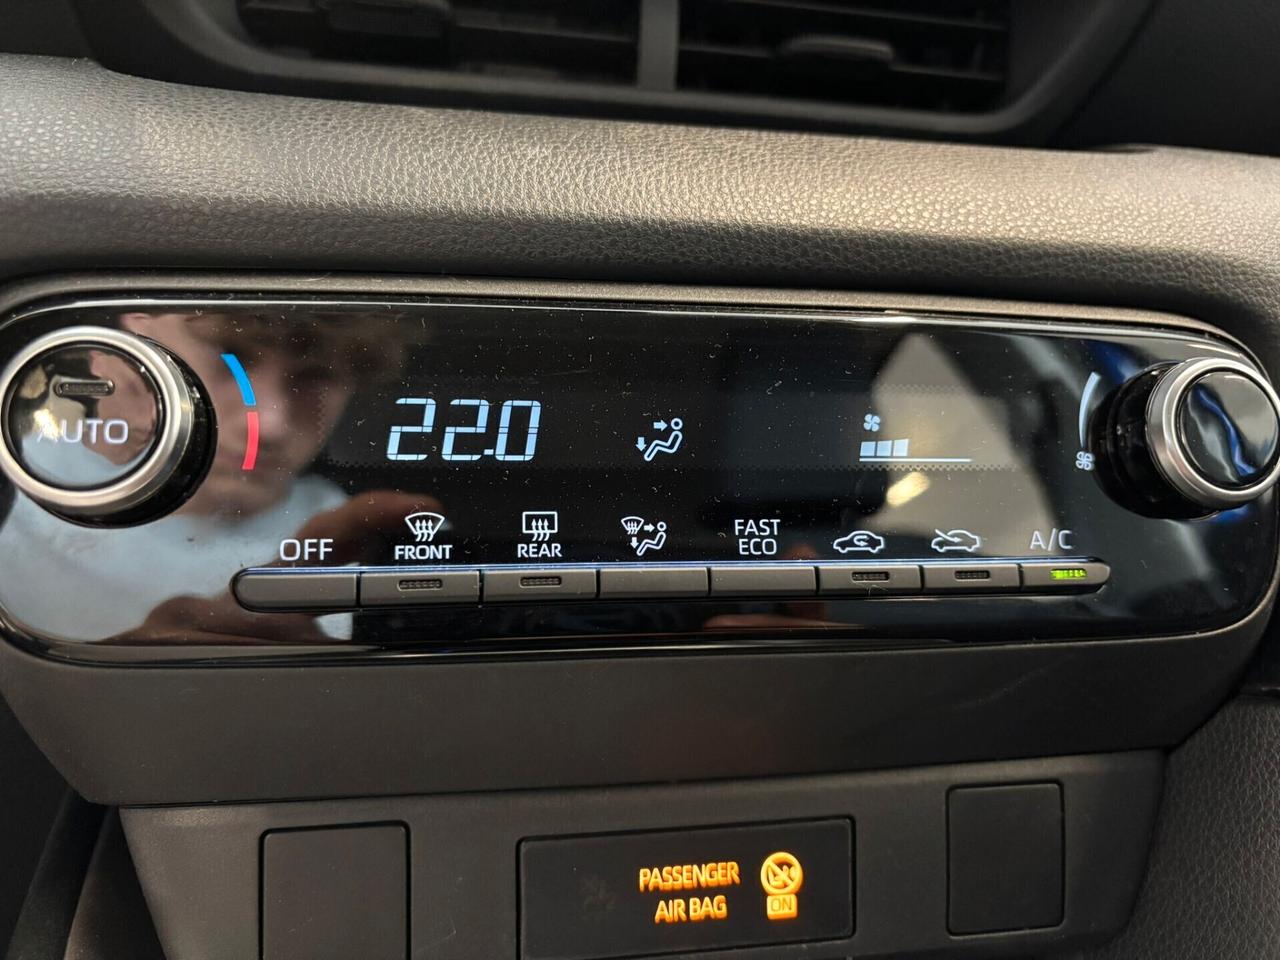 AUTO
22.0
OFF
FRONT
REAR
FAST
ECO
A/C
PASSENGER
AIR BAG
ON